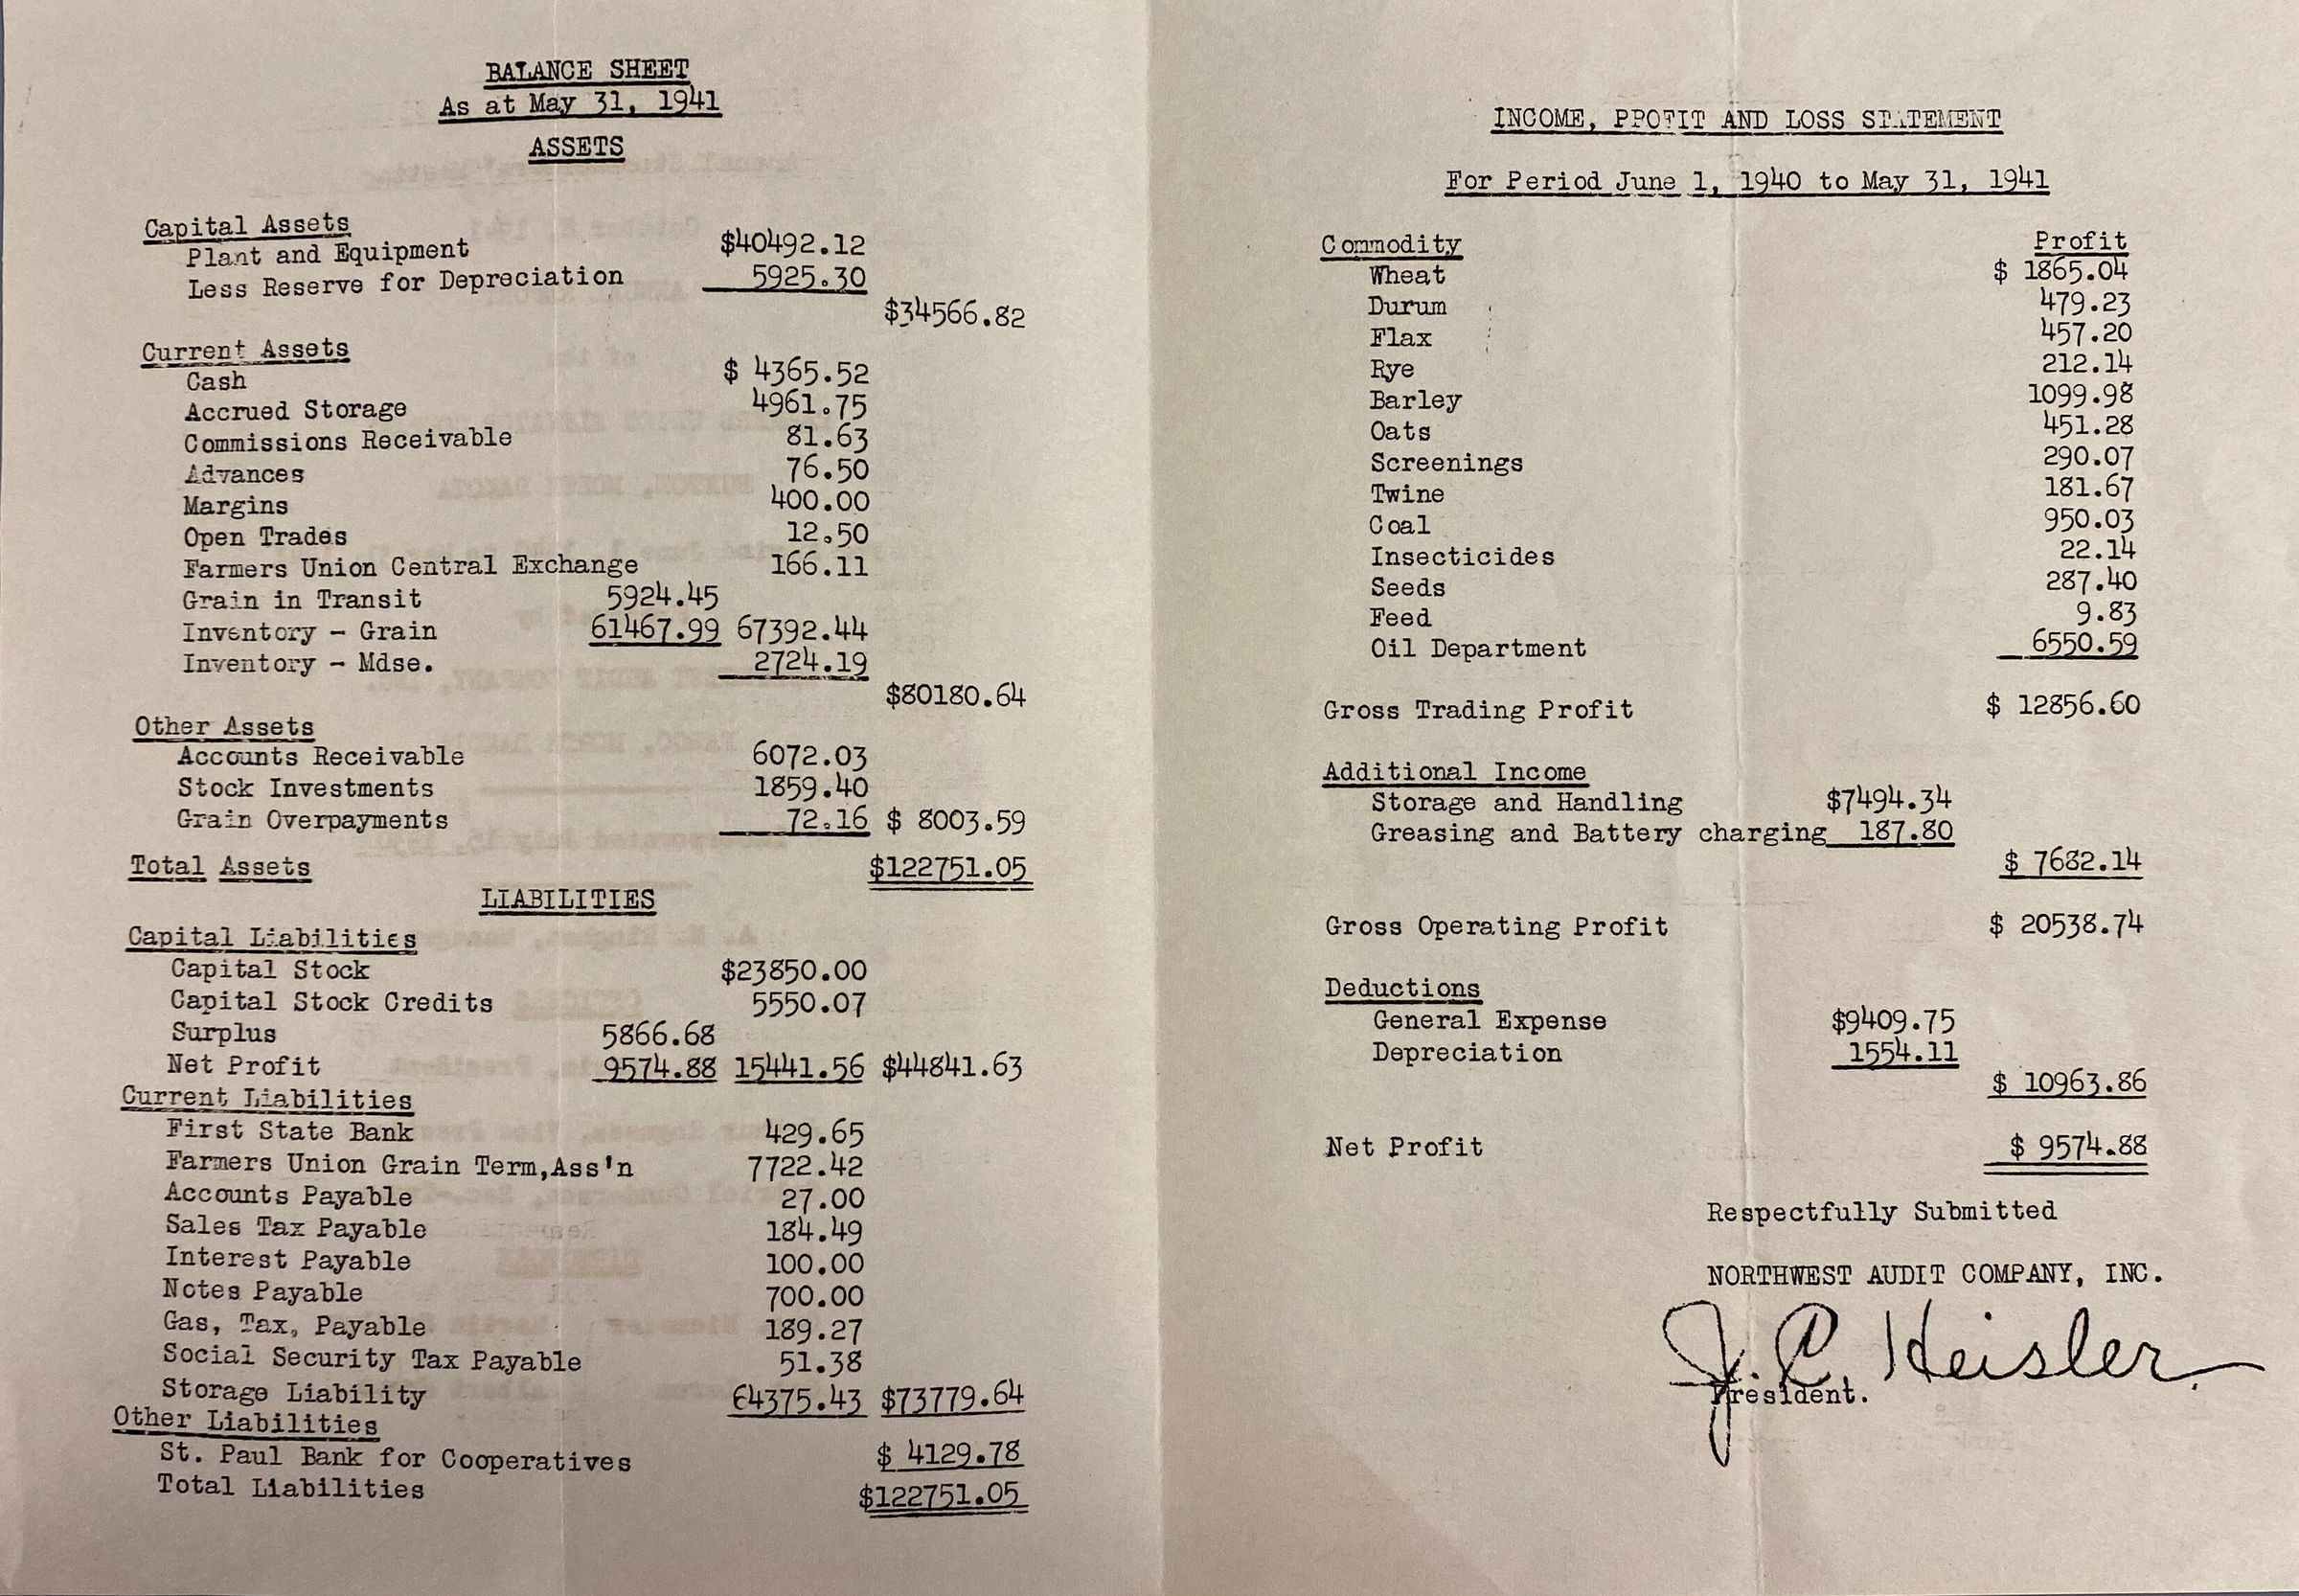 BALANCE SHEET
As at May 31, 1941
ASSETS
Capital Assets
Plant and Equipment $40492.12
Less Reserve for Depreciation 5925.30
$34566.82
Current Assets
Cash $ 4365.52
Accrued Storage 4961.75
Commissions Receivable 81.63
Advances 76.50
Margins 400.00
Open Trades 12.50
Farmers Union Central Exchange 166.11
Grain in Transit 5924.45
Inventory - Grain 61467.99 67392.44
Inventory - Mdse. 2724.19
$80180.64
Other Assets
Accounts Receivable 6072.03
Stock Investments 1859.40
Grain Overpayments 72.16 $ 8003.59
Total Assets $122751.05
LIABILITIES
Capital Liabilities
Capital Stock $23850.00
Capital Stock Credits 5550.07
Surplus 5866.68
Net Profit 9574.88 15441.56 $44841.63
Current Liabilities
First State Bank 429.65
Farmers Union Grain Term,Ass'n 7722.42
Accounts Payable 27.00
Sales Tax Payable 184.49
Interest Payable 100.00
Notes Payable 700.00
Gas, Tax, Payable 189.27
Social Security Tax Payable 51.38
Storage Liability 64375.43 $73779.64
Other Liabilities
St. Paul Bank for Cooperatives $ 4129.78
Total Liabilities $122751.05
INCOME, PROFIT AND LOSS STATEMENT
For Period June 1, 1940 to May 31, 1941
Commodity Profit
Wheat $ 1865.04
Durum 479.23
Flax 457.20
Rye 212.14
Barley 1099.98
Oats 451.28
Screenings 290.07
Twine 181.67
Coal 950.03
Insecticides 22.14
Seeds 287.40
Feed 9.83
Oil Department 6550.59
Gross Trading Profit $ 12856.60
Additional Income
Storage and Handling $7494.34
Greasing and Battery charging 187.80
$ 7682.14
Gross Operating Profit $ 20538.74
Deductions
General Expense $9409.75
Depreciation 1554.11
$ 10963.86
Net Profit $ 9574.88
Respectfully Submitted
NORTHWEST AUDIT COMPANY, INC.
J. C. Heisler
President.